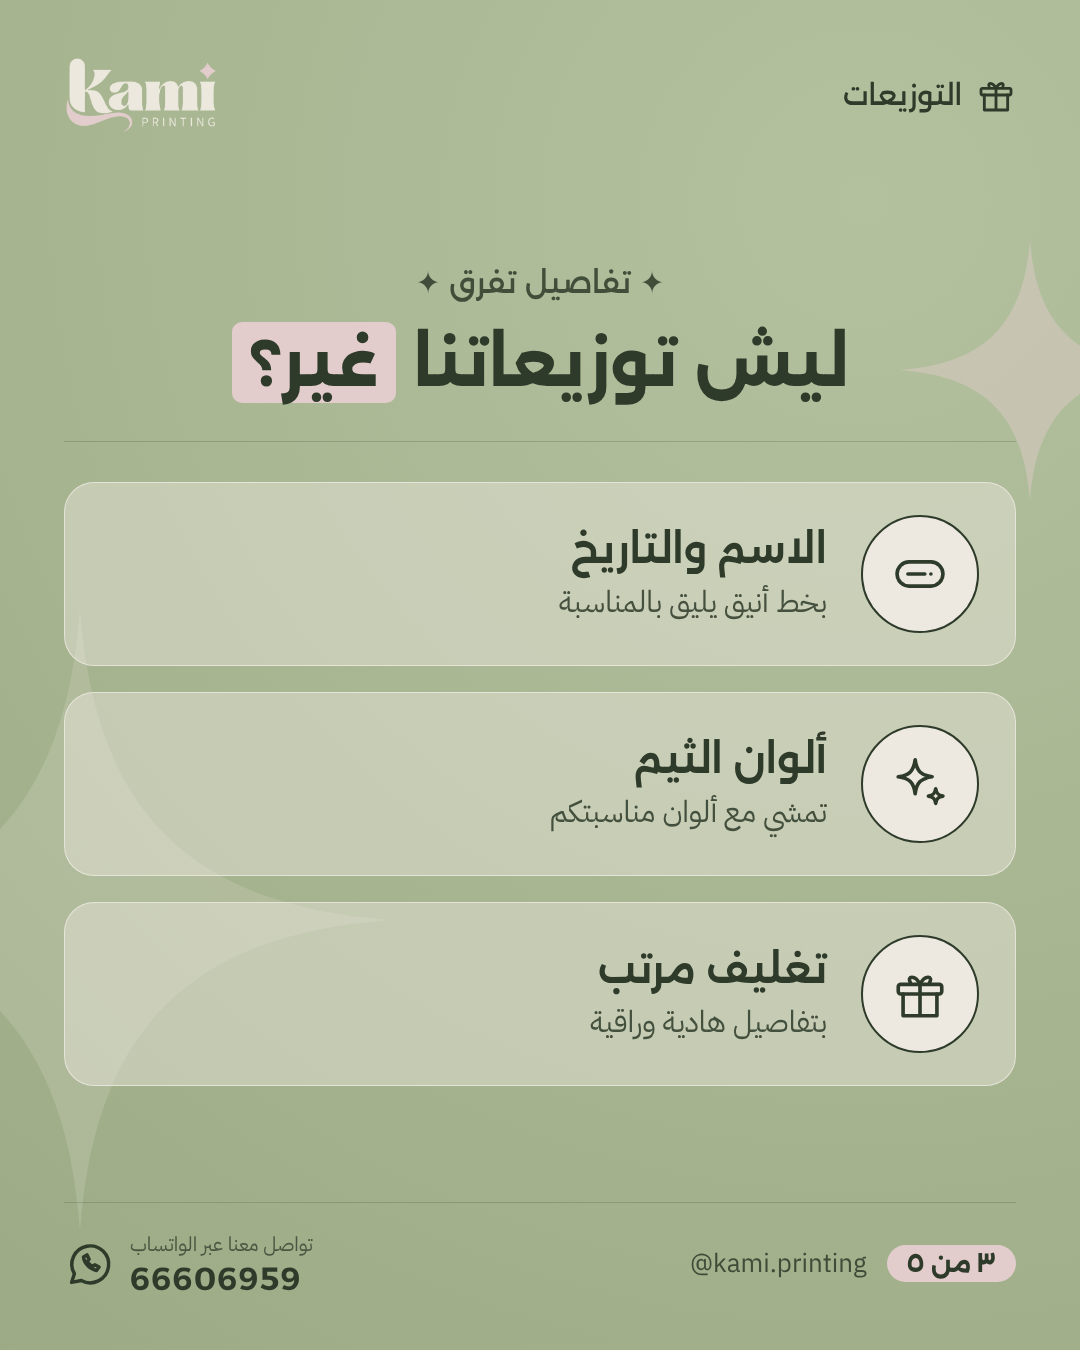 Kami
PRINTING
التوزيعات
✦ تفاصيل تفرق ✦
ليش توزيعاتنا غير؟
الاسم والتاريخ
بخط أنيق يليق بالمناسبة
ألوان الثيم
تمشي مع ألوان مناسبتكم
تغليف مرتب
بتفاصيل هادية وراقية
٣ من ٥
@kami.printing
تواصل معنا عبر الواتساب
66606959